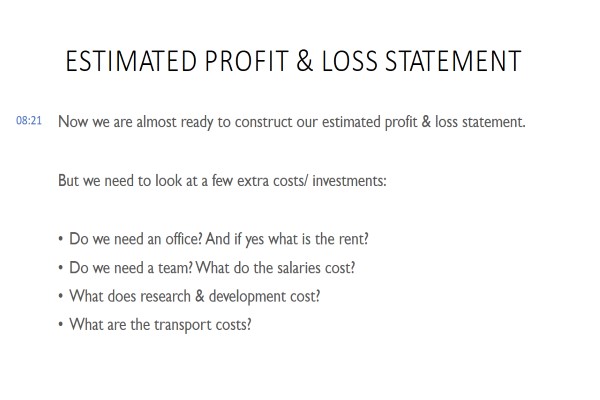 ESTIMATED PROFIT & LOSS STATEMENT
08:21 Now we are almost ready to construct our estimated profit & loss statement.
But we need to look at a few extra costs/ investments:
• Do we need an office? And if yes what is the rent?
• Do we need a team? What do the salaries cost?
• What does research & development cost?
• What are the transport costs?